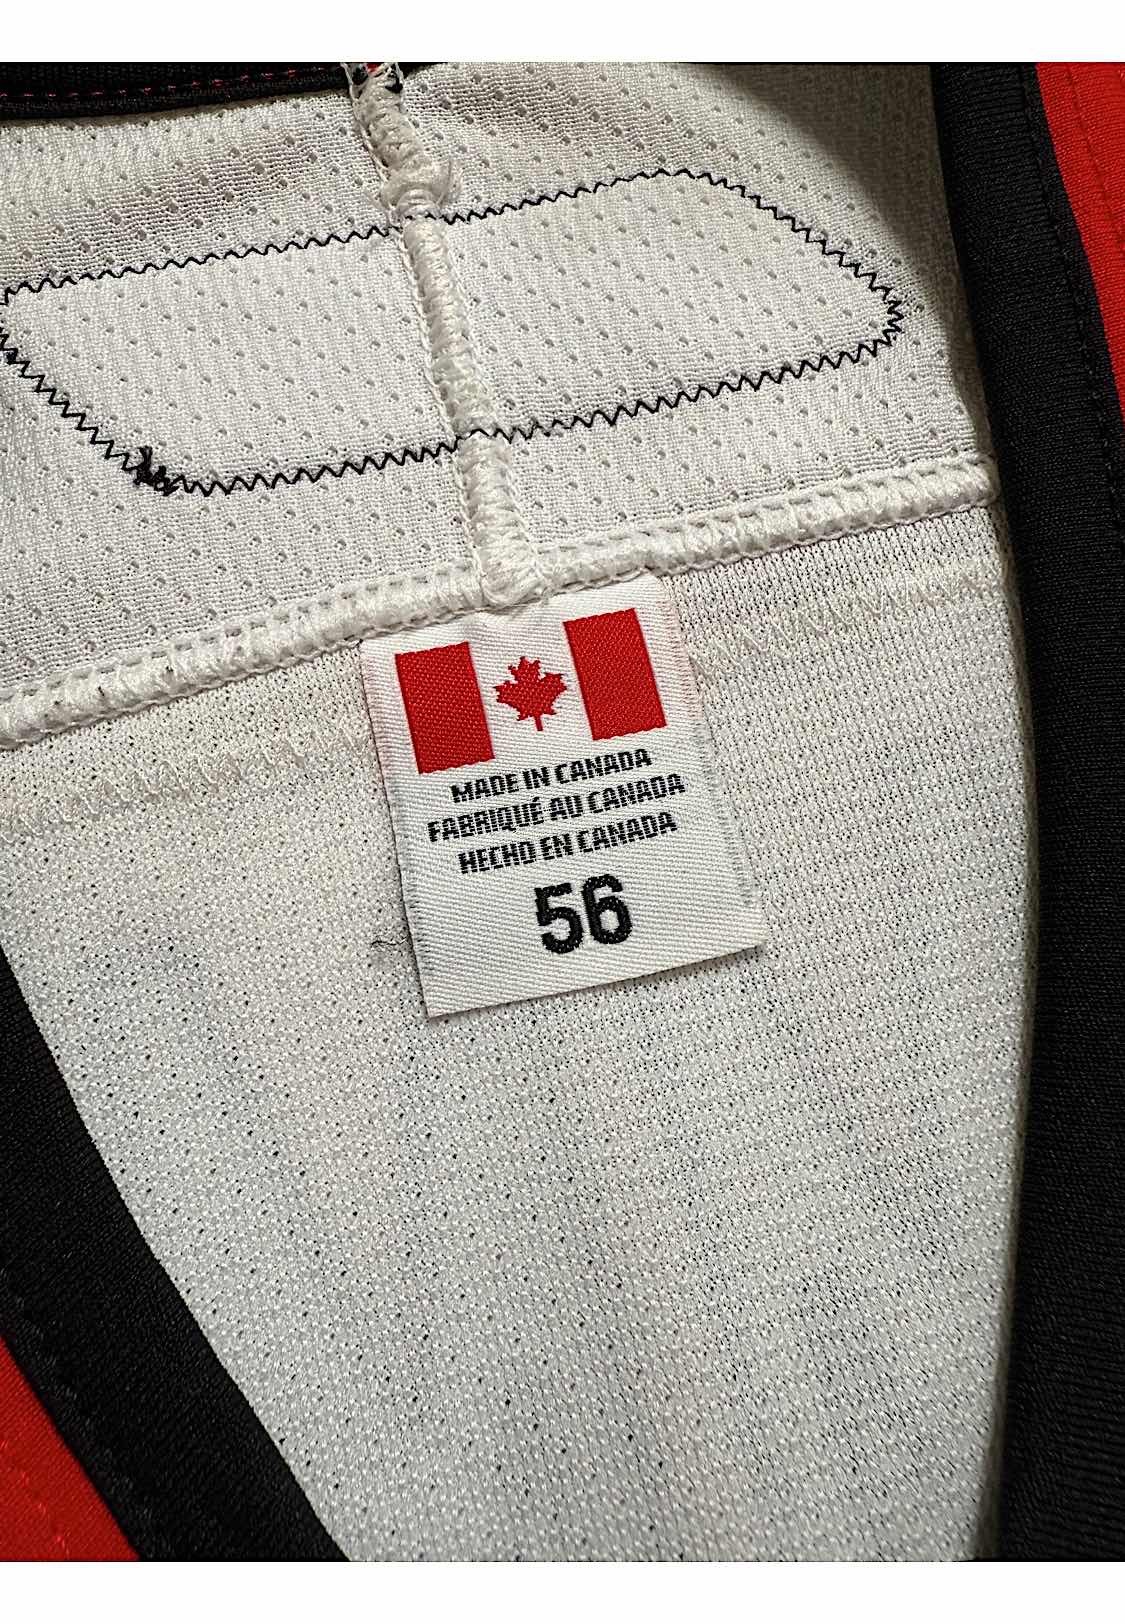 MADE IN CANADA
FABRIQUÉ AU CANADA
HECHO EN CANADA
56